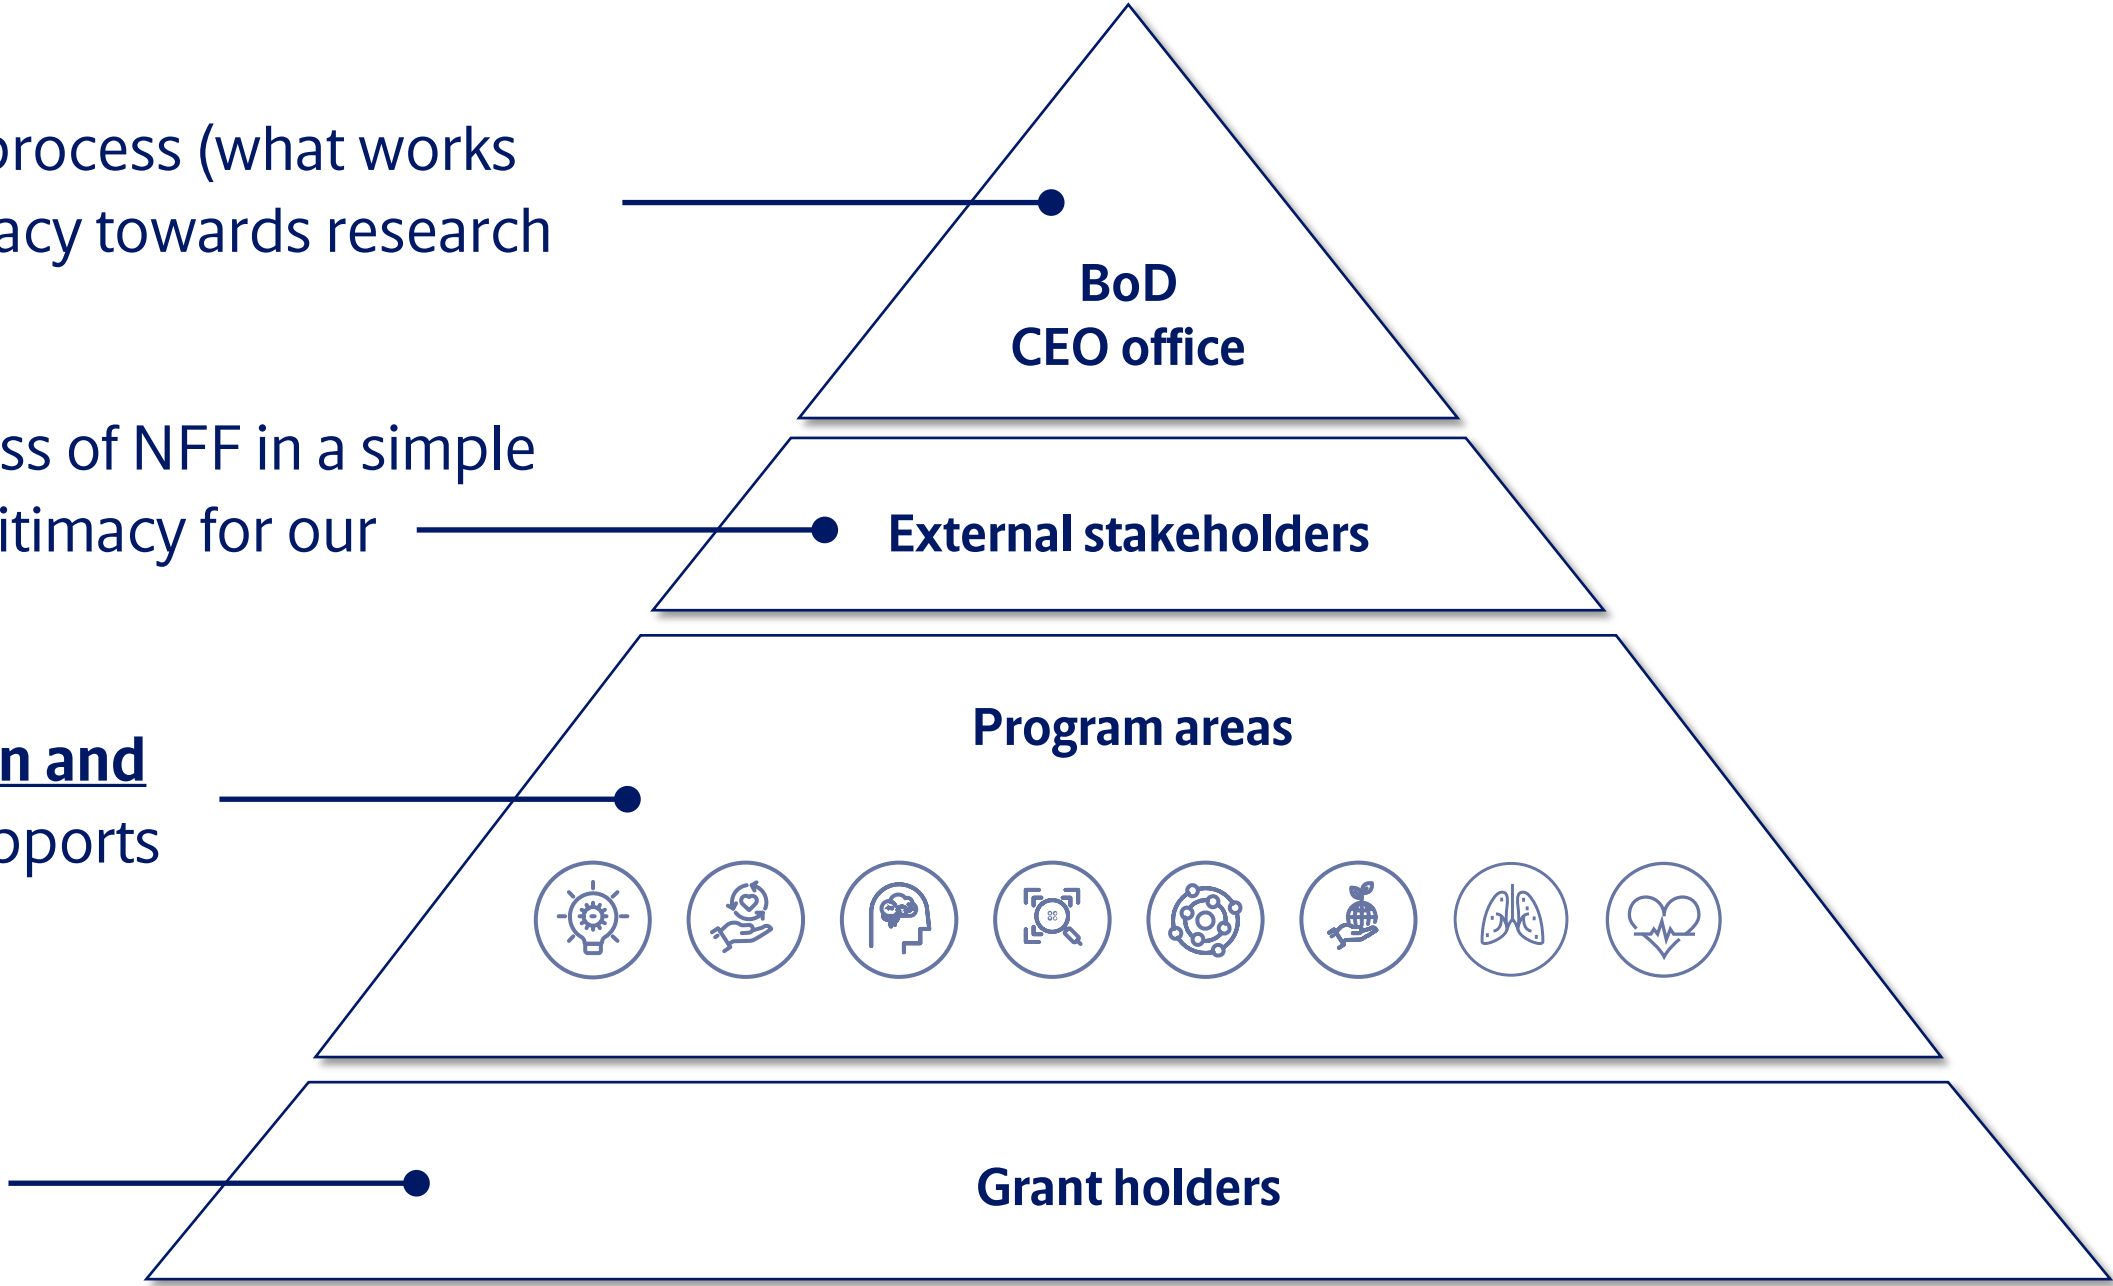 process (what works
acy towards research
BoD
CEO office
ss of NFF in a simple
itimacy for our
External stakeholders
n and
pports
Program areas
Grant holders